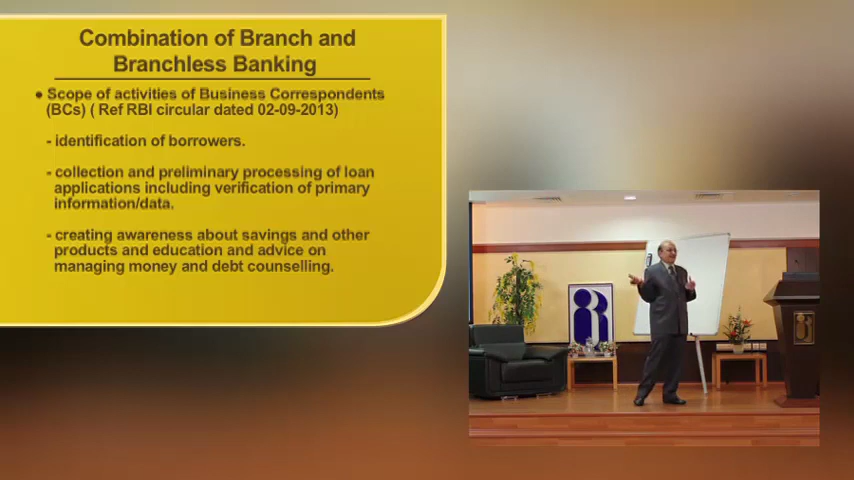 Combination of Branch and
Branchless Banking
● Scope of activities of Business Correspondents
(BCs) ( Ref RBI circular dated 02-09-2013)
- identification of borrowers.
- collection and preliminary processing of loan
applications including verification of primary
information/data.
- creating awareness about savings and other
products and education and advice on
managing money and debt counselling.